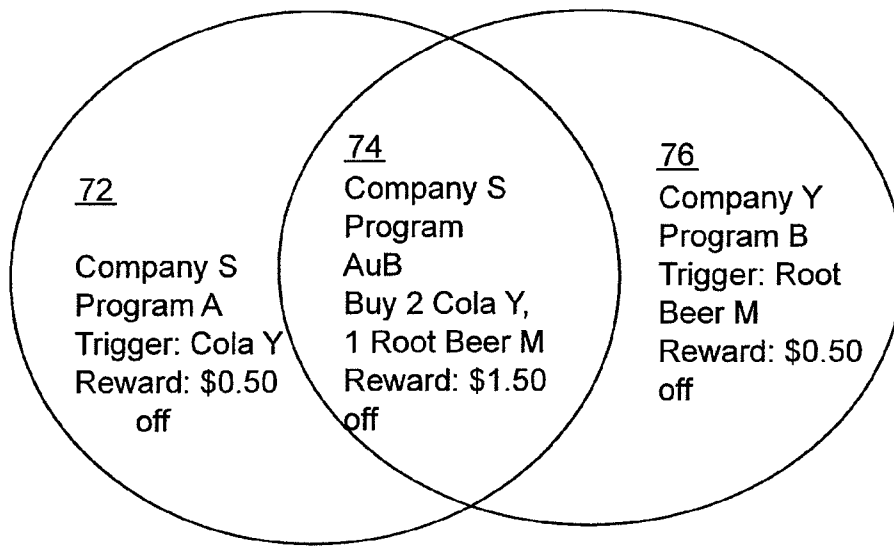 72
Company S
Program A
Trigger: Cola Y
Reward: $0.50
off
74
Company S
Program
AuB
Buy 2 Cola Y,
1 Root Beer M
Reward: $1.50
off
76
Company Y
Program B
Trigger: Root
Beer M
Reward: $0.50
off